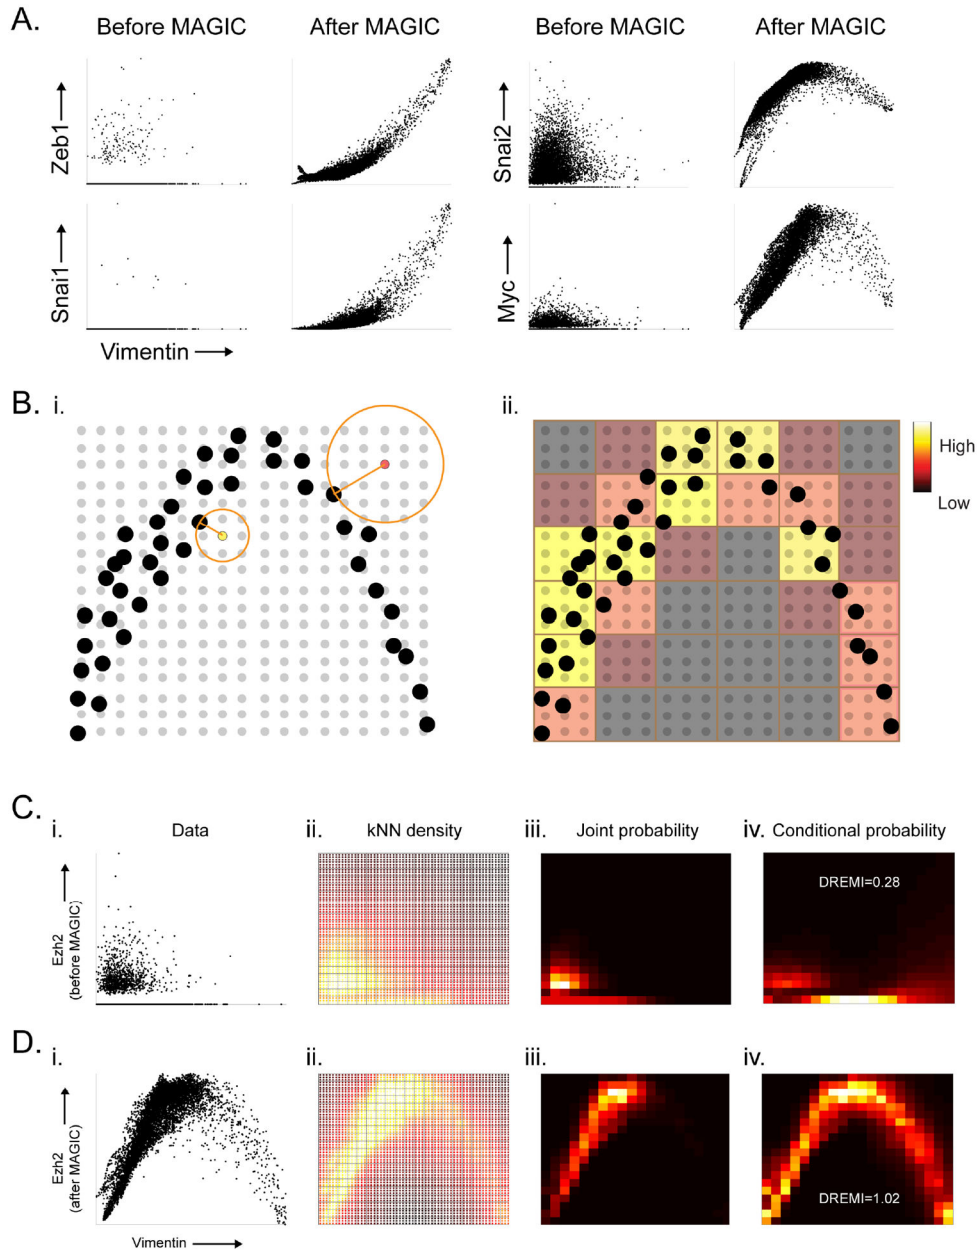 A.
Before MAGIC
After MAGIC
Before MAGIC
After MAGIC
Zeb1
Snai2
Snai1
Myc
Vimentin
B.
i.
ii.
High
Low
C.
i.
Data
ii.
kNN density
iii.
Joint probability
iv.
Conditional probability
Ezh2
(before MAGIC)
DREMI=0.28
D.
i.
ii.
iii.
iv.
Ezh2
(after MAGIC)
DREMI=1.02
Vimentin